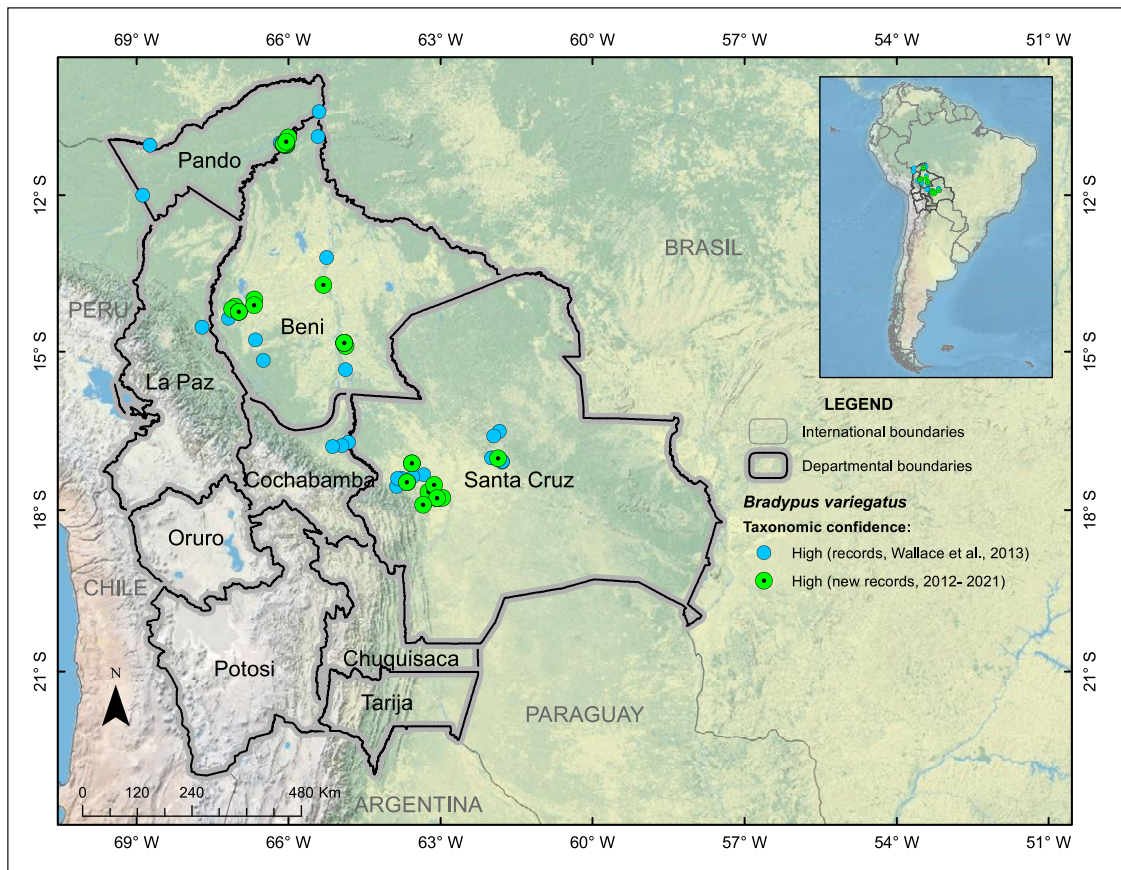 69° W 66° W 63° W 60° W 57° W 54° W 51° W
Pando
12° S 12° S
BRASIL
PERU
Beni
15° S 15° S
La Paz
LEGEND
International boundaries
Departmental boundaries
Cochabamba
Santa Cruz
Bradypus variegatus
Taxonomic confidence:
High (records, Wallace et al., 2013)
High (new records, 2012- 2021)
18° S 18° S
Oruro
CHILE
Chuquisaca
Potosi
21° S 21° S
N
Tarija
PARAGUAY
0 120 240 480 Km
ARGENTINA
69° W 66° W 63° W 60° W 57° W 54° W 51° W